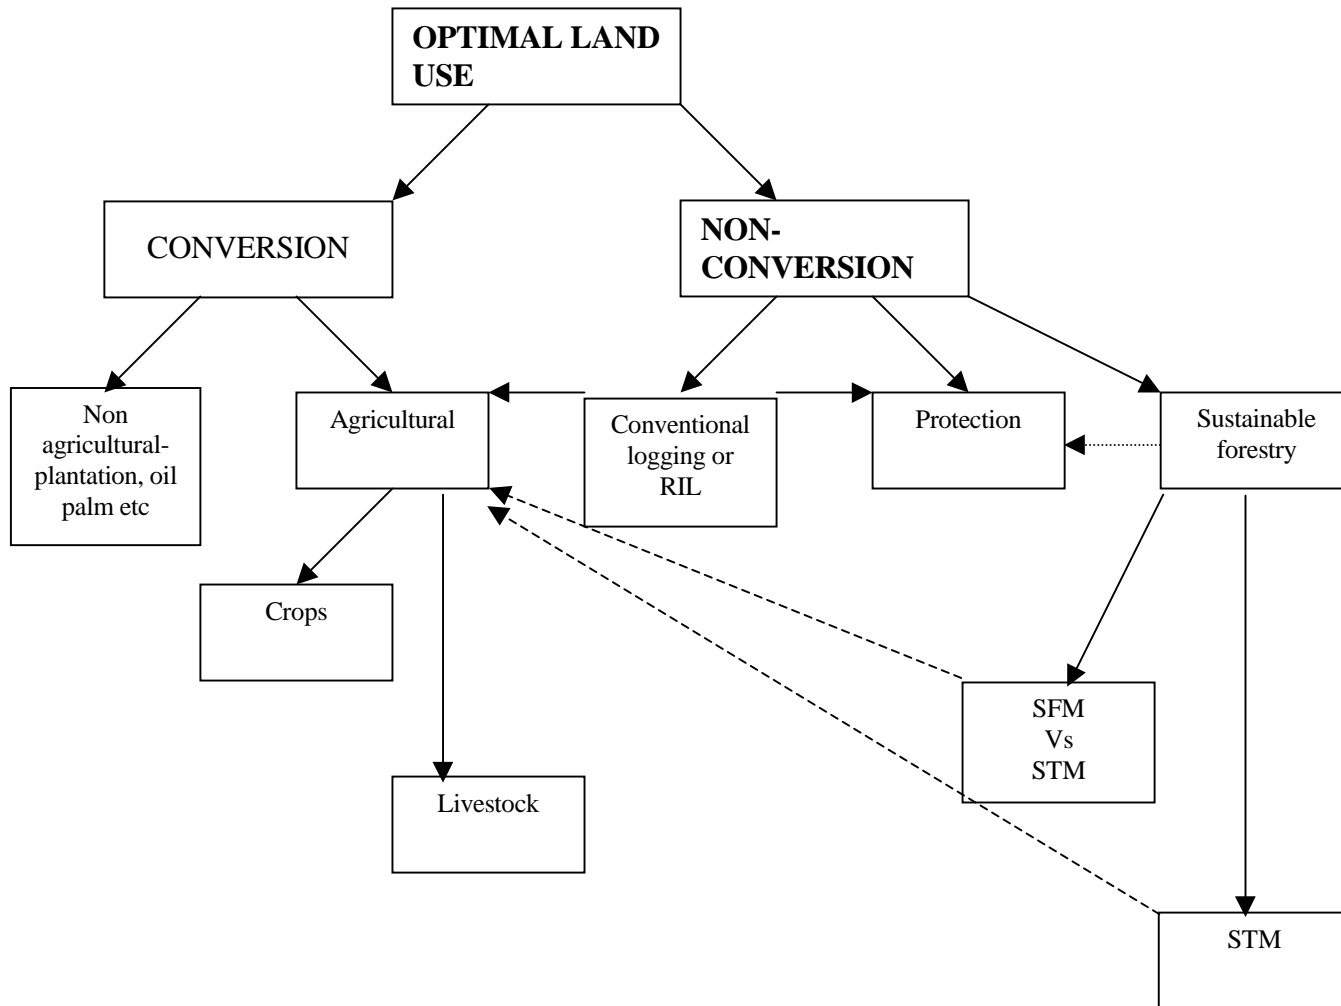 OPTIMAL LAND
USE
CONVERSION
NON-
CONVERSION
Non
agricultural-
plantation, oil
palm etc
Agricultural
Conventional
logging or
RIL
Protection
Sustainable
forestry
Crops
SFM
Vs
STM
Livestock
STM